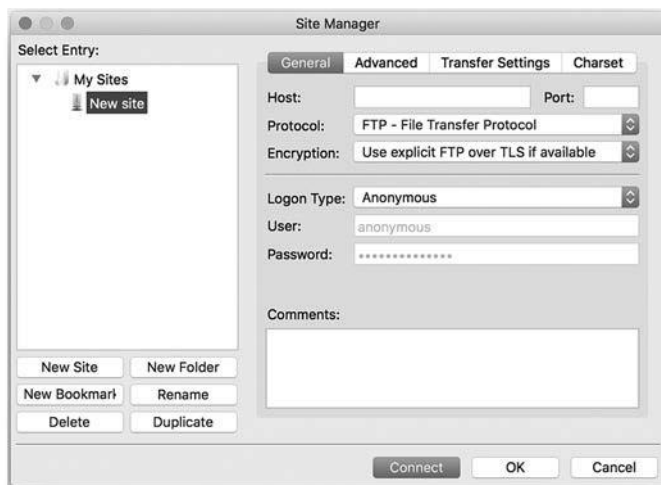 Site Manager
Select Entry:
My Sites
New site
New Site New Folder
New Bookmark Rename
Delete Duplicate
General Advanced Transfer Settings Charset
Host: Port:
Protocol: FTP - File Transfer Protocol
Encryption: Use explicit FTP over TLS if available
Logon Type: Anonymous
User: anonymous
Password: ••••••••••••••
Comments:
Connect OK Cancel